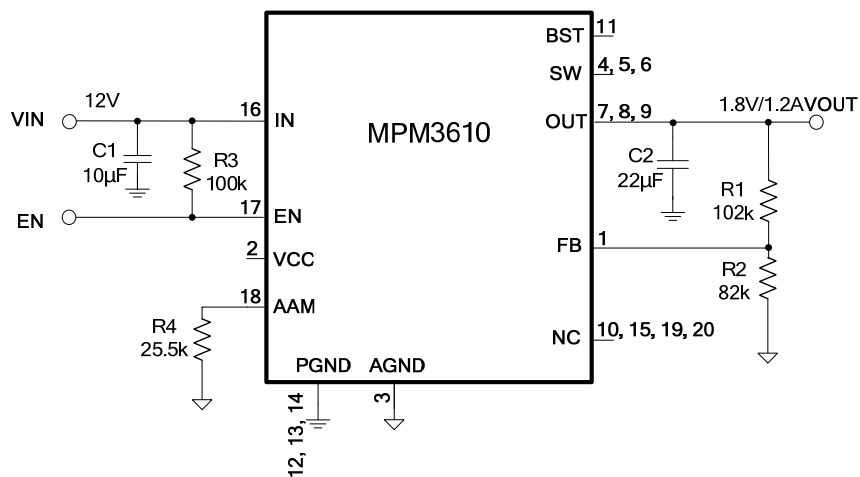 BST
11
SW
4, 5, 6
VIN
12V
16
IN
MPM3610
OUT
7, 8, 9
1.8V/1.2AVOUT
C1
10µF
R3
100k
C2
22µF
R1
102k
EN
17
EN
2
VCC
FB
1
R2
82k
18
AAM
R4
25.5k
NC
10, 15, 19, 20
PGND
AGND
12, 13, 14
3